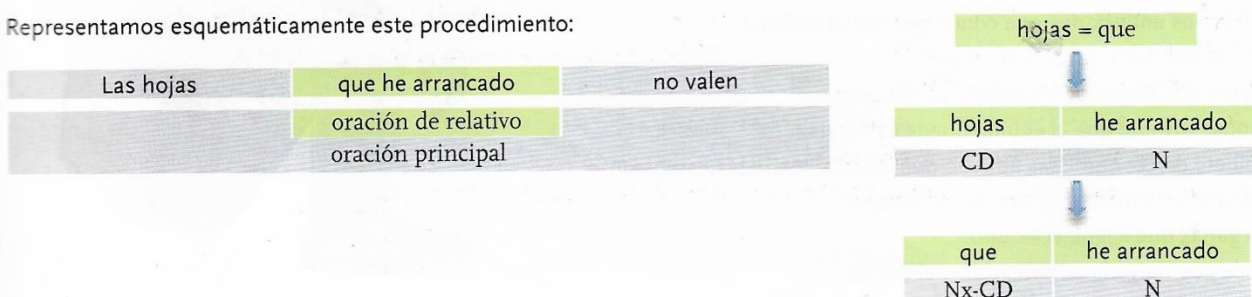 Representamos esquemáticamente este procedimiento:
Las hojas que he arrancado no valen
oración de relativo
oración principal
hojas = que
hojas he arrancado
CD N
que he arrancado
Nx-CD N